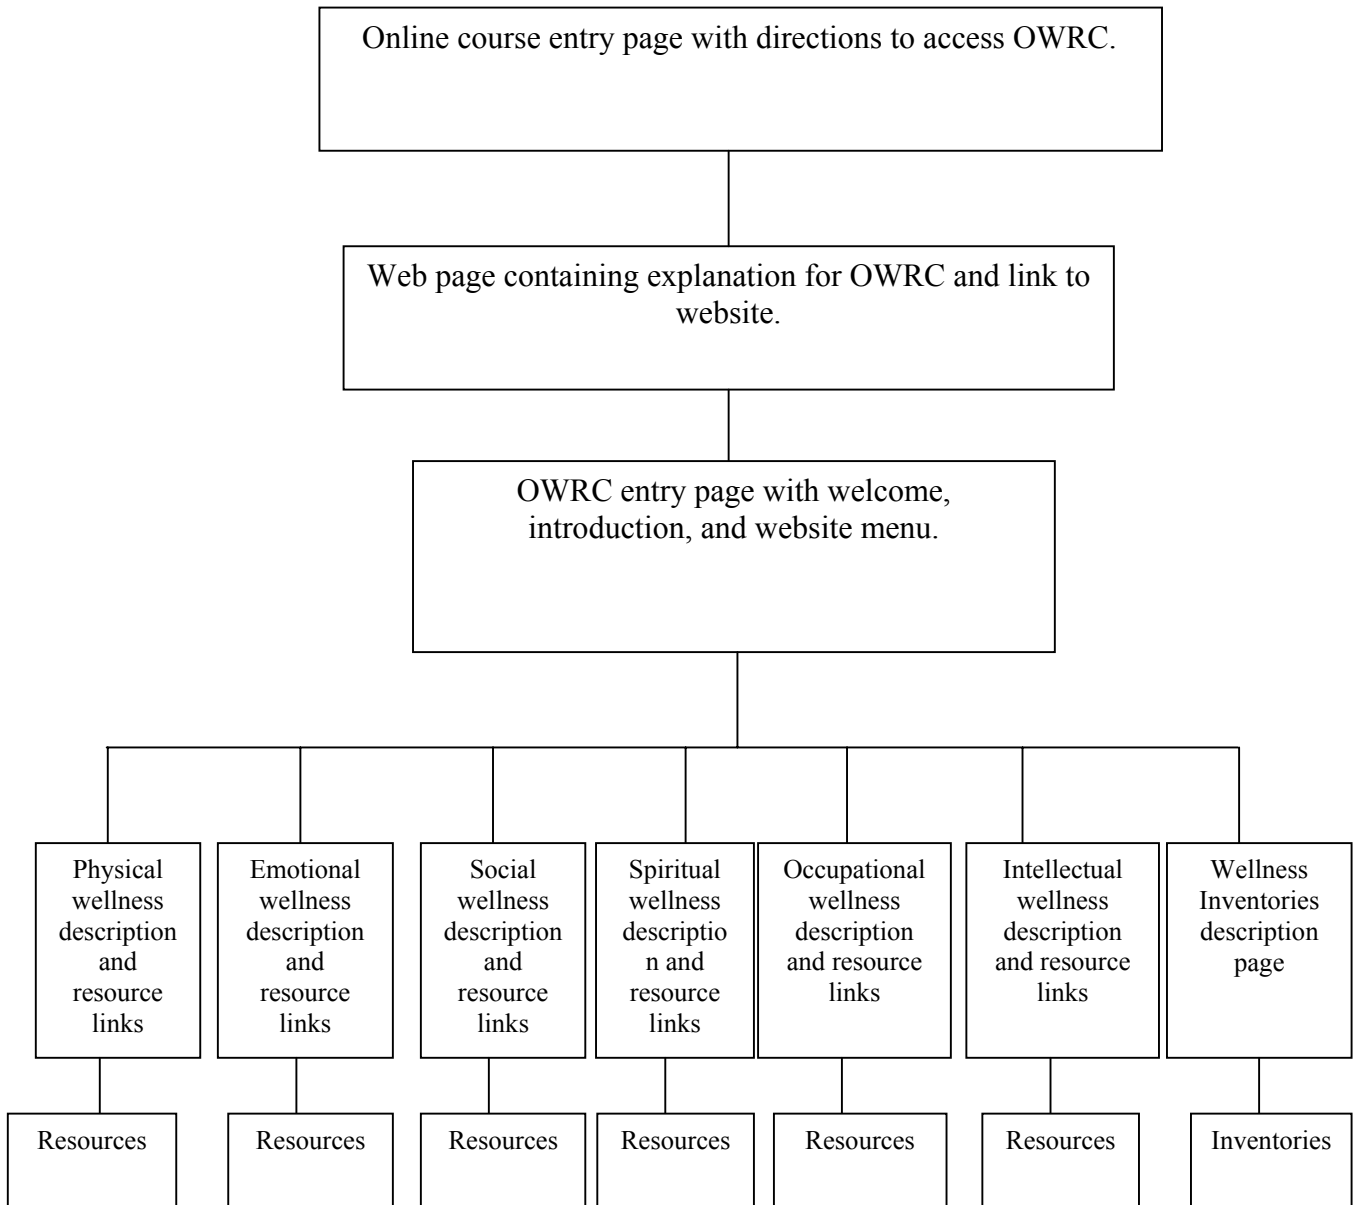 Online course entry page with directions to access OWRC.
Web page containing explanation for OWRC and link to
website.
OWRC entry page with welcome,
introduction, and website menu.
Physical
wellness
description
and
resource
links
Emotional
wellness
description
and
resource
links
Social
wellness
description
and
resource
links
Spiritual
wellness
descriptio
n and
resource
links
Occupational
wellness
description
and resource
links
Intellectual
wellness
description
and resource
links
Wellness
Inventories
description
page
Resources
Resources
Resources
Resources
Resources
Resources
Inventories